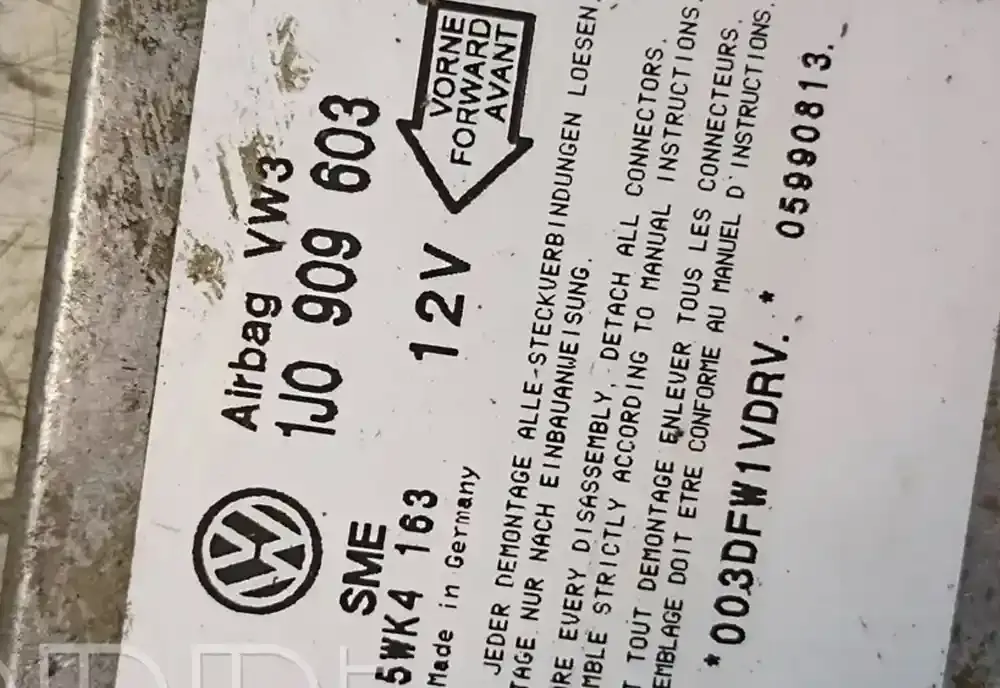 Airbag VW3
1J0 909 603
SME
5WK4 163
12V
Made in Germany
VORNE
FORWARD
AVANT
JEDER DEMONTAGE ALLE-STECKVERBINDUNGEN LOESEN.
TAGE NUR NACH EINBAUANWEISUNG.
RE EVERY DISASSEMBLY, DETACH ALL CONNECTORS.
MBLE STRICTLY ACCORDING TO MANUAL INSTRUCTIONS.
T TOUT DEMONTAGE ENLEVER TOUS LES CONNECTEURS.
EMBLAGE DOIT ETRE CONFORME AU MANUEL D'INSTRUCTIONS.
*003DFW1VDRV. * 05990813.